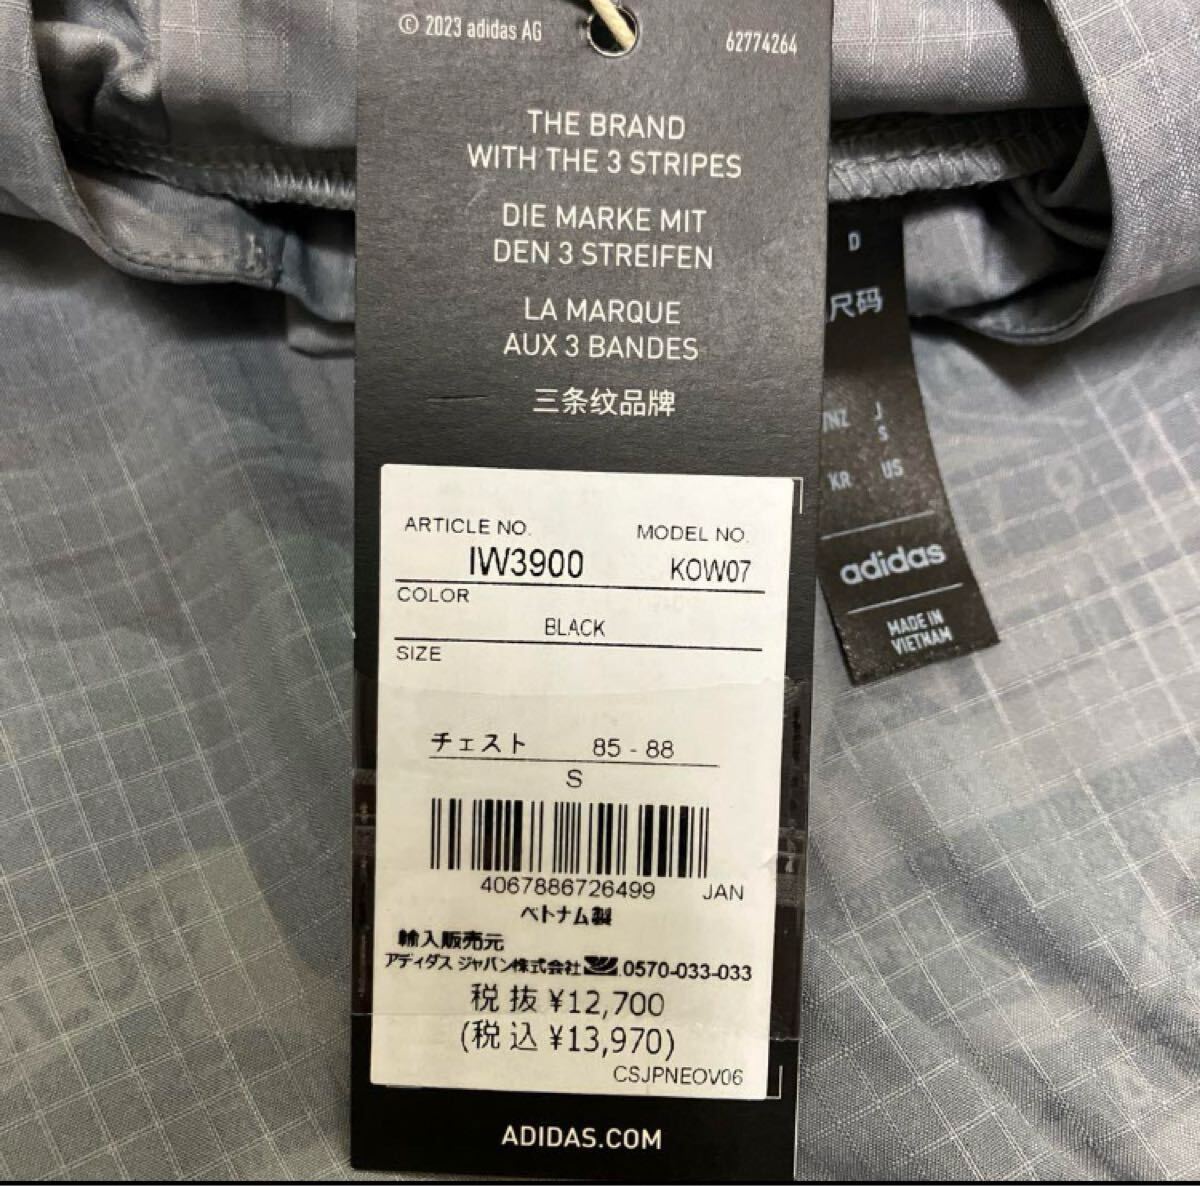 © 2023 adidas AG
62774264
THE BRAND
WITH THE 3 STRIPES
DIE MARKE MIT
DEN 3 STREIFEN
LA MARQUE
AUX 3 BANDES
三条纹品牌
ARTICLE NO. MODEL NO.
IW3900 KOW07
COLOR
BLACK
SIZE
チェスト 85 - 88
S
4067886726499 JAN
ベトナム製
輸入販売元
アディダス ジャパン株式会社 0570-033-033
税 抜 ¥12,700
(税 込 ¥13,970)
CSJPNEOV06
ADIDAS.COM
D
尺码
/NZ J
S
KR US
adidas
MADE IN
VIETNAM